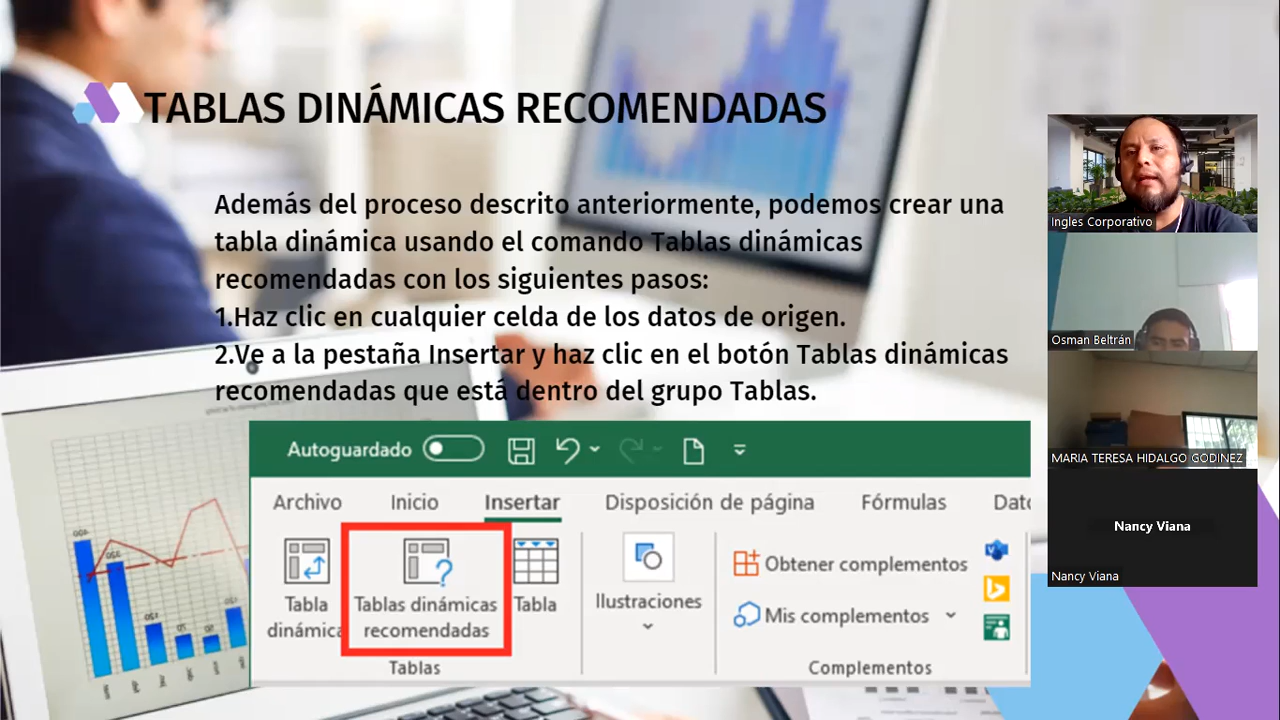 TABLAS DINÁMICAS RECOMENDADAS
Además del proceso descrito anteriormente, podemos crear una
tabla dinámica usando el comando Tablas dinámicas
recomendadas con los siguientes pasos:
1.Haz clic en cualquier celda de los datos de origen.
2.Ve a la pestaña Insertar y haz clic en el botón Tablas dinámicas
recomendadas que está dentro del grupo Tablas.
Autoguardado
Archivo Inicio Insertar Disposición de página Fórmulas Dato
Tabla
dinámica
Tablas dinámicas
recomendadas
Tabla
Tablas
Ilustraciones
Obtener complementos
Mis complementos
Complementos
Ingles Corporativo
Osman Beltrán
MARIA TERESA HIDALGO GODINEZ
Nancy Viana
Nancy Viana